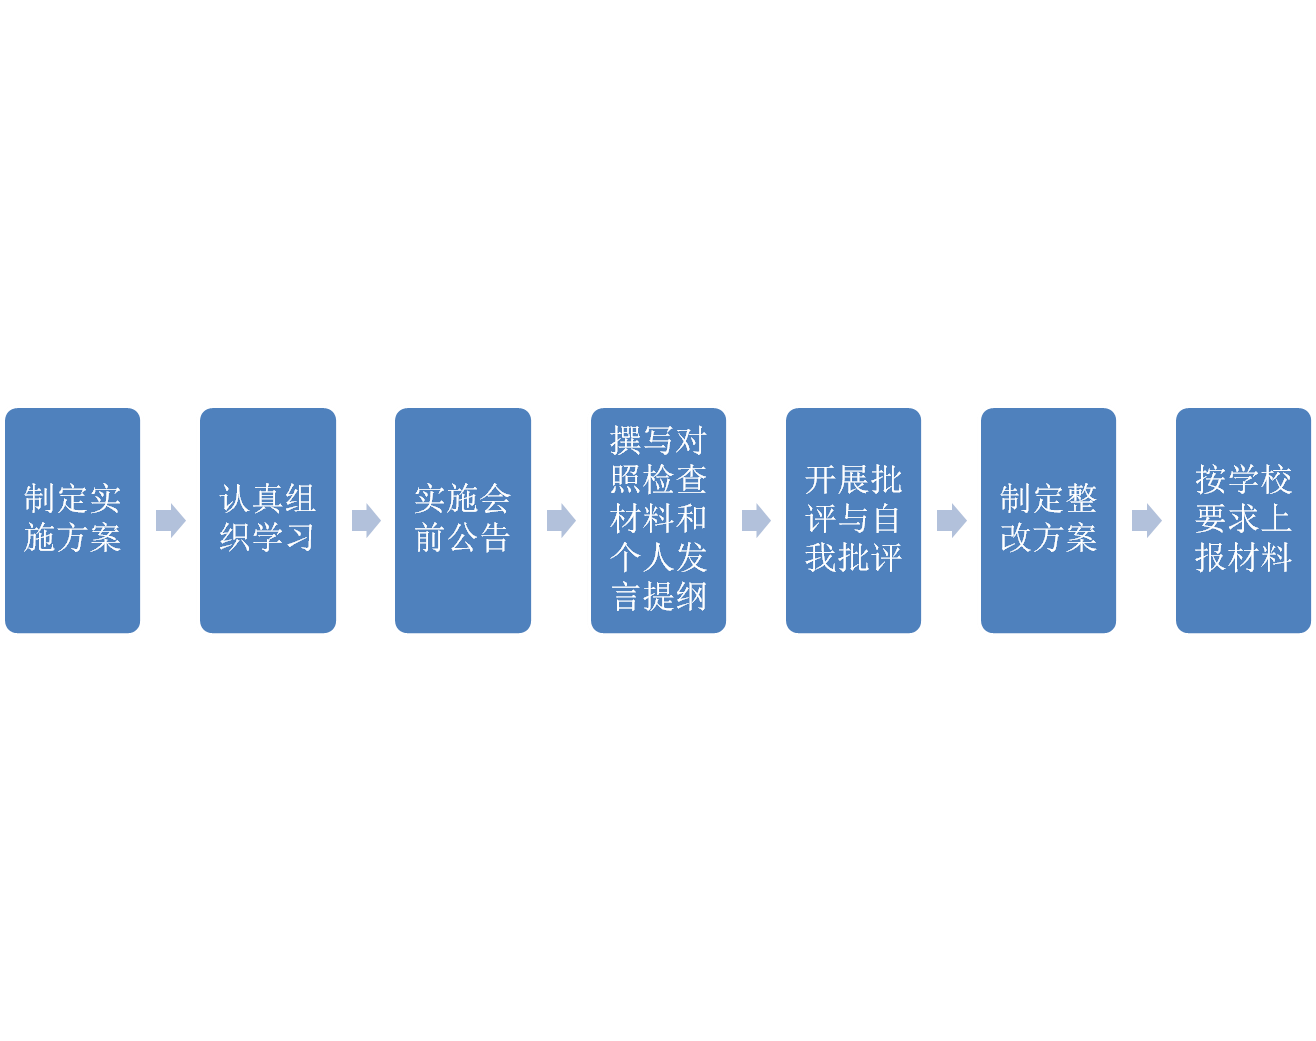 制定实
施方案
认真组
织学习
实施会
前公告
撰写对
照检查
材料和
个人发
言提纲
开展批
评与自
我批评
制定整
改方案
按学校
要求上
报材料